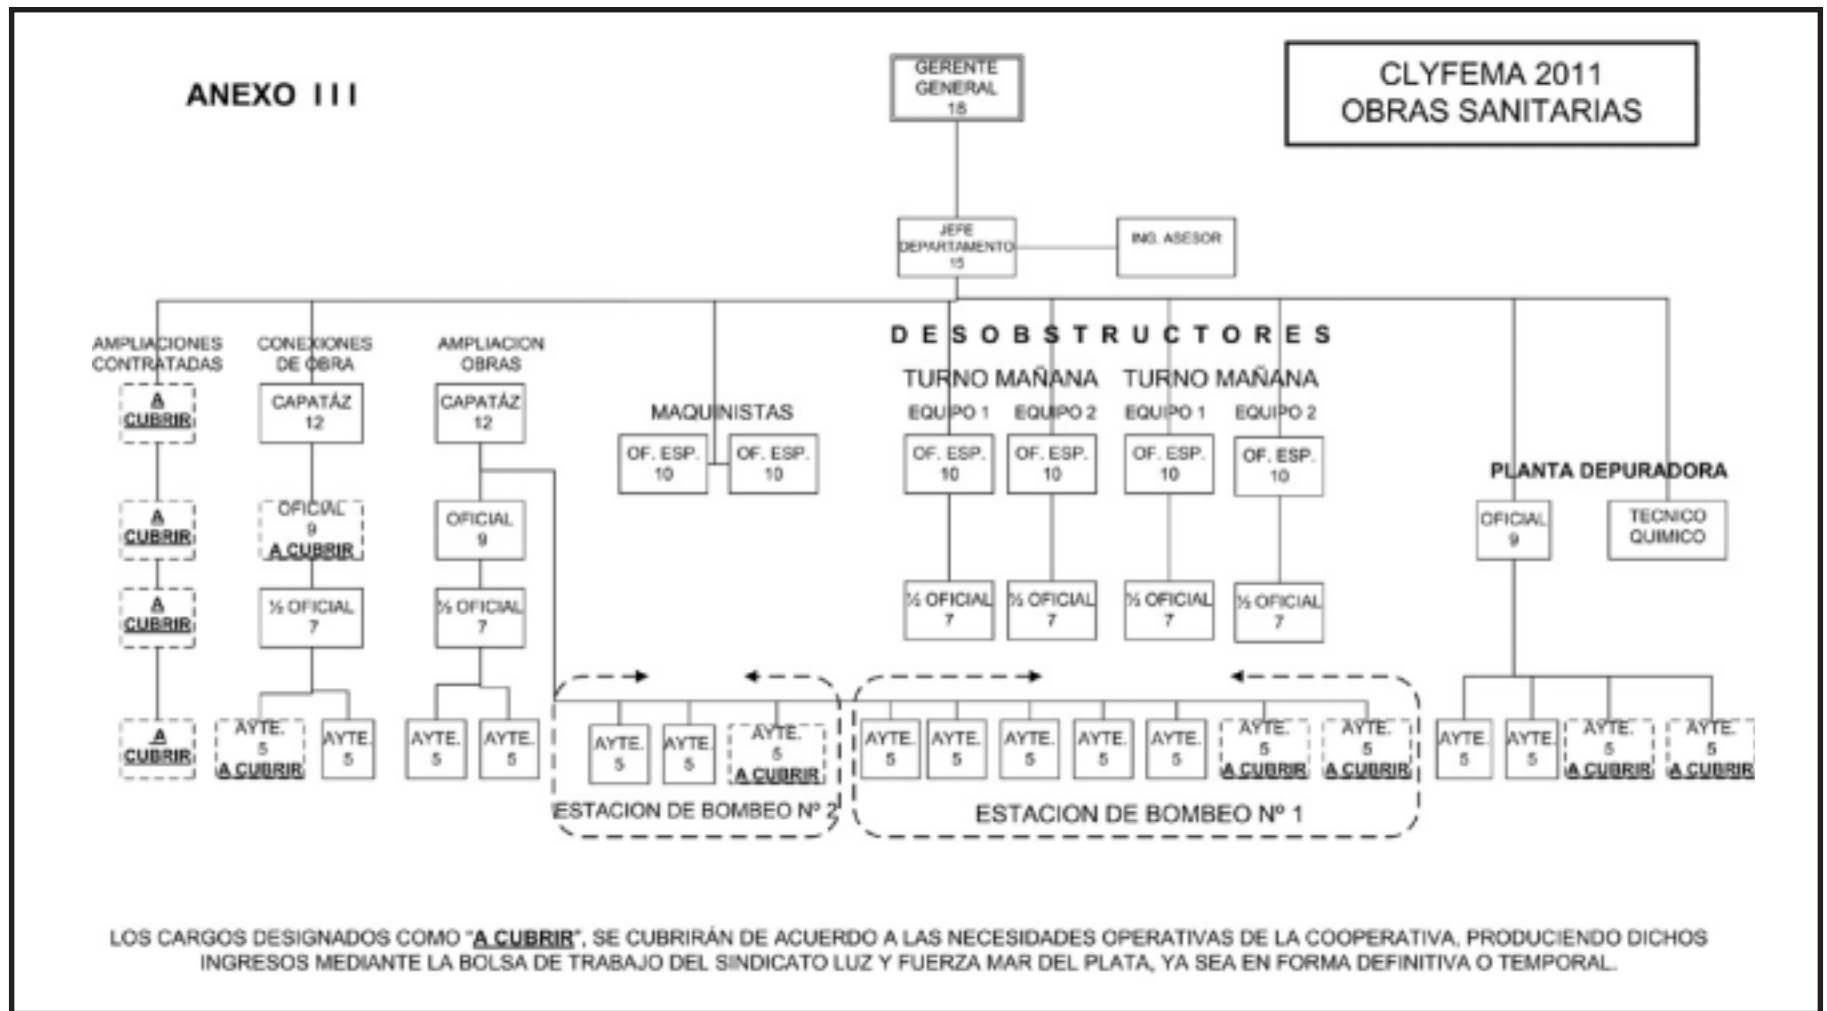 ANEXO III
GERENTE
GENERAL
18
CLYFEMA 2011
OBRAS SANITARIAS
JEFE
DEPARTAMENTO
15
ING. ASESOR
AMPLIACIONES
CONTRATADAS
CONEXIONES
DE OBRA
AMPLIACION
OBRAS
DESOBSTRUCTORES
TURNO MAÑANA
TURNO MAÑANA
MAQUINISTAS
EQUIPO 1
EQUIPO 2
EQUIPO 1
EQUIPO 2
A
CUBRIR
CAPATÁZ
12
CAPATÁZ
12
OF. ESP.
10
OF. ESP.
10
OF. ESP.
10
OF. ESP.
10
OF. ESP.
10
OF. ESP.
10
PLANTA DEPURADORA
A
CUBRIR
OFICIAL
9
A CUBRIR
OFICIAL
9
OFICIAL
9
TECNICO
QUIMICO
A
CUBRIR
½ OFICIAL
7
½ OFICIAL
7
½ OFICIAL
7
½ OFICIAL
7
½ OFICIAL
7
½ OFICIAL
7
A
CUBRIR
AYTE.
5
A CUBRIR
AYTE.
5
AYTE.
5
AYTE.
5
AYTE.
5
AYTE.
5
AYTE.
5
A CUBRIR
AYTE.
5
AYTE.
5
AYTE.
5
AYTE.
5
AYTE.
5
AYTE.
5
A CUBRIR
AYTE.
5
A CUBRIR
AYTE.
5
AYTE.
5
AYTE.
5
A CUBRIR
AYTE.
5
A CUBRIR
ESTACION DE BOMBEO Nº 2
ESTACION DE BOMBEO Nº 1
LOS CARGOS DESIGNADOS COMO "A CUBRIR", SE CUBRIRÁN DE ACUERDO A LAS NECESIDADES OPERATIVAS DE LA COOPERATIVA, PRODUCIENDO DICHOS
INGRESOS MEDIANTE LA BOLSA DE TRABAJO DEL SINDICATO LUZ Y FUERZA MAR DEL PLATA, YA SEA EN FORMA DEFINITIVA O TEMPORAL.